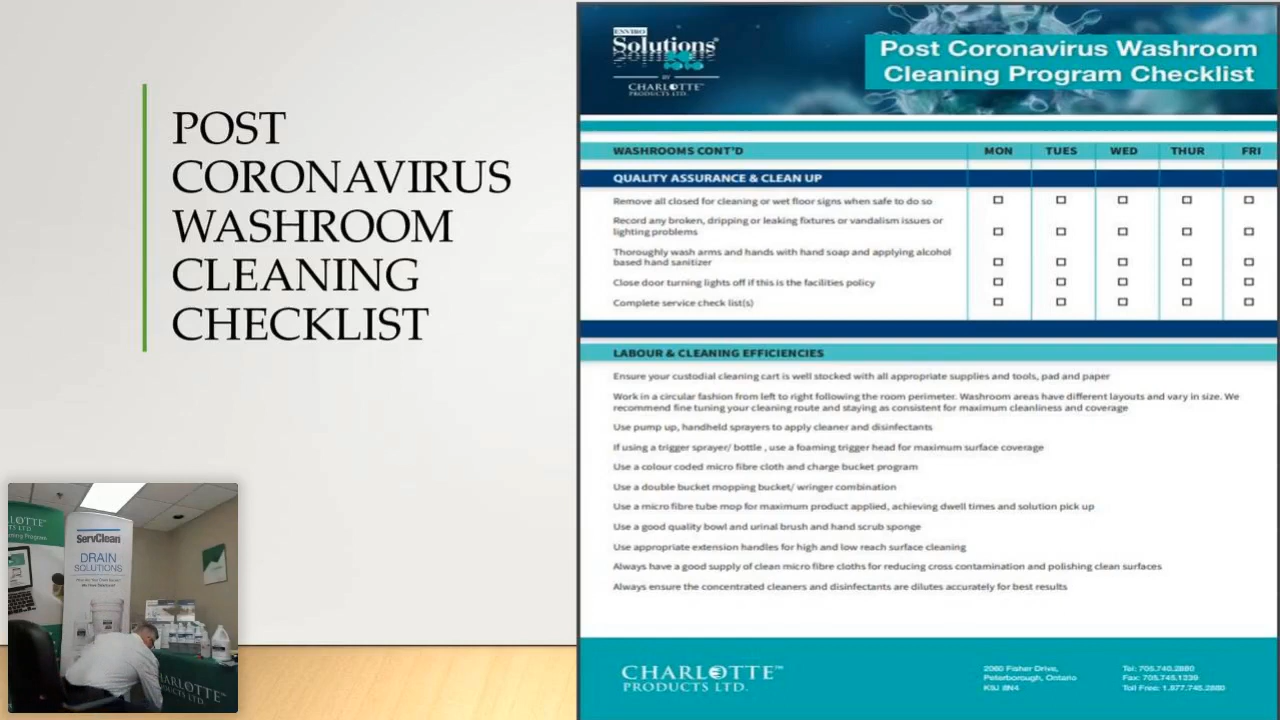 POST
CORONAVIRUS
WASHROOM
CLEANING
CHECKLIST
ENVIRO
Solutions
BY
CHARLOTTE™
PRODUCTS LTD.
Post Coronavirus Washroom
Cleaning Program Checklist
WASHROOMS CONT'D MON TUES WED THUR FRI
QUALITY ASSURANCE & CLEAN UP
Remove all closed for cleaning or wet floor signs when safe to do so
Record any broken, dripping or leaking fixtures or vandalism issues or
lighting problems
Thoroughly wash arms and hands with hand soap and applying alcohol
based hand sanitizer
Close door turning lights off if this is the facilities policy
Complete service check list(s)
LABOUR & CLEANING EFFICIENCIES
Ensure your custodial cleaning cart is well stocked with all appropriate supplies and tools, pad and paper
Work in a circular fashion from left to right following the room perimeter. Washroom areas have different layouts and vary in size. We
recommend fine tuning your cleaning route and staying as consistent for maximum cleanliness and coverage
Use pump up, handheld sprayers to apply cleaner and disinfectants
If using a trigger sprayer/ bottle , use a foaming trigger head for maximum surface coverage
Use a colour coded micro fibre cloth and charge bucket program
Use a double bucket mopping bucket/ wringer combination
Use a micro fibre tube mop for maximum product applied, achieving dwell times and solution pick up
Use a good quality bowl and urinal brush and hand scrub sponge
Use appropriate extension handles for high and low reach surface cleaning
Always have a good supply of clean micro fibre cloths for reducing cross contamination and polishing clean surfaces
Always ensure the concentrated cleaners and disinfectants are dilutes accurately for best results
CHARLOTTE™
PRODUCTS LTD.
2060 Fisher Drive,
Peterborough, Ontario
K9J 8N4
Tel: 705.740.2880
Fax: 705.745.1239
Toll Free: 1.877.745.2880
ServClean
DRAIN
SOLUTIONS
CHARLOTTE
PRODUCTS LTD.